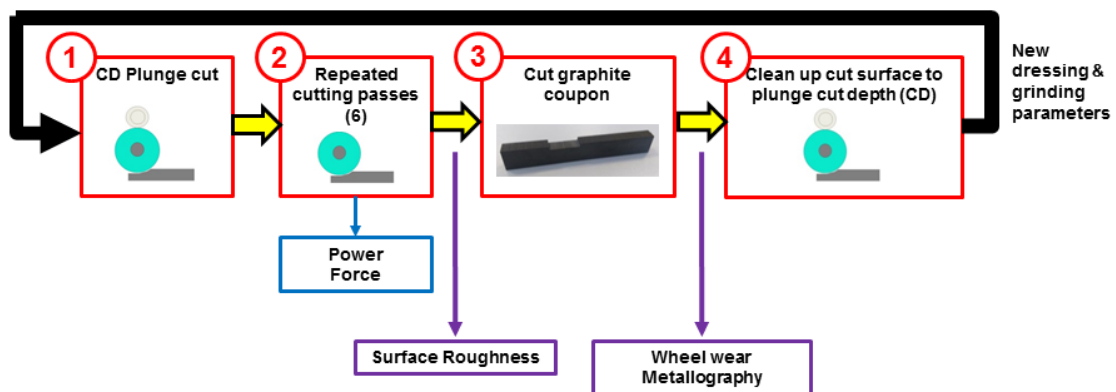 1
CD Plunge cut
2
Repeated
cutting passes
(6)
3
Cut graphite
coupon
4
Clean up cut surface to
plunge cut depth (CD)
New
dressing &
grinding
parameters
Power
Force
Surface Roughness
Wheel wear
Metallography